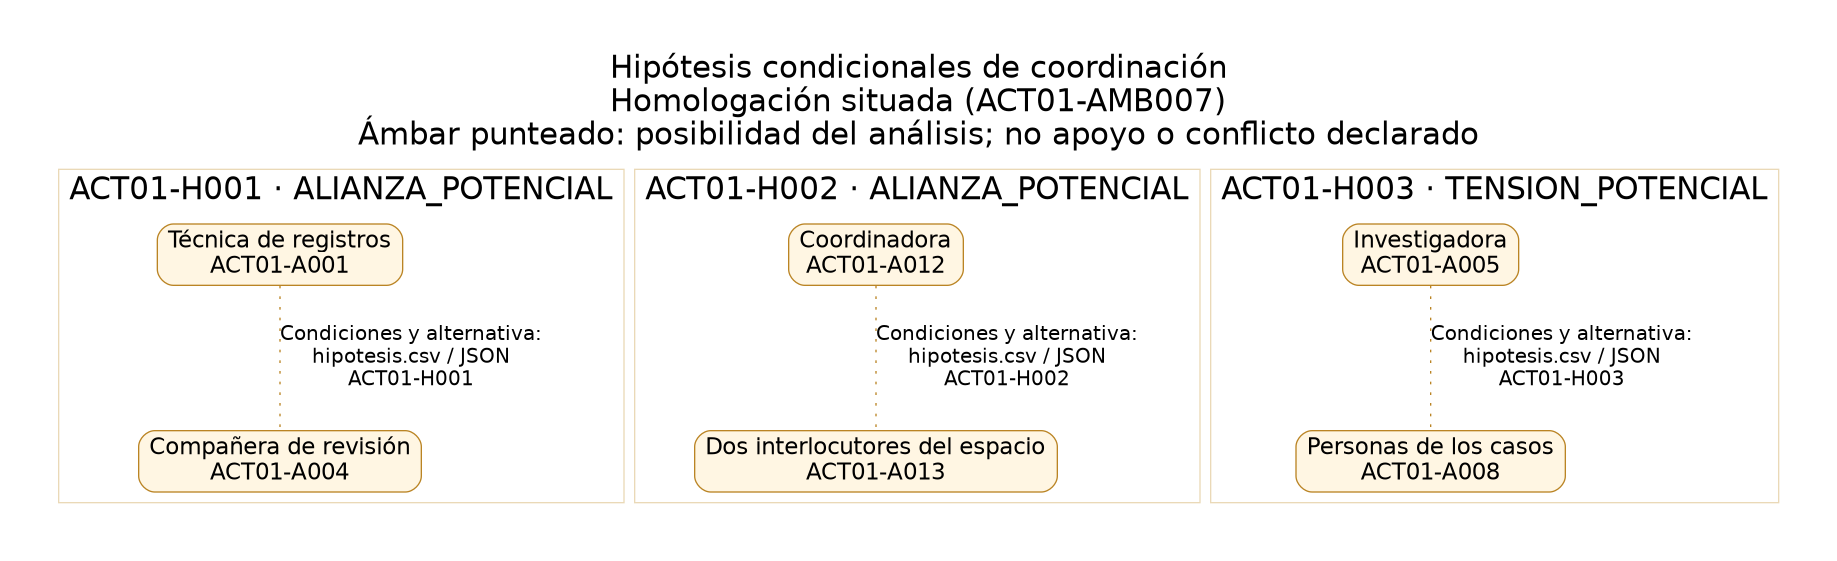 Hipótesis condicionales de coordinación
Homologación situada (ACT01-AMB007)
Ámbar punteado: posibilidad del análisis; no apoyo o conflicto declarado
ACT01-H001 · ALIANZA_POTENCIAL
Técnica de registros
ACT01-A001
Condiciones y alternativa:
hipotesis.csv / JSON
ACT01-H001
Compañera de revisión
ACT01-A004
ACT01-H002 · ALIANZA_POTENCIAL
Coordinadora
ACT01-A012
Condiciones y alternativa:
hipotesis.csv / JSON
ACT01-H002
Dos interlocutores del espacio
ACT01-A013
ACT01-H003 · TENSION_POTENCIAL
Investigadora
ACT01-A005
Condiciones y alternativa:
hipotesis.csv / JSON
ACT01-H003
Personas de los casos
ACT01-A008